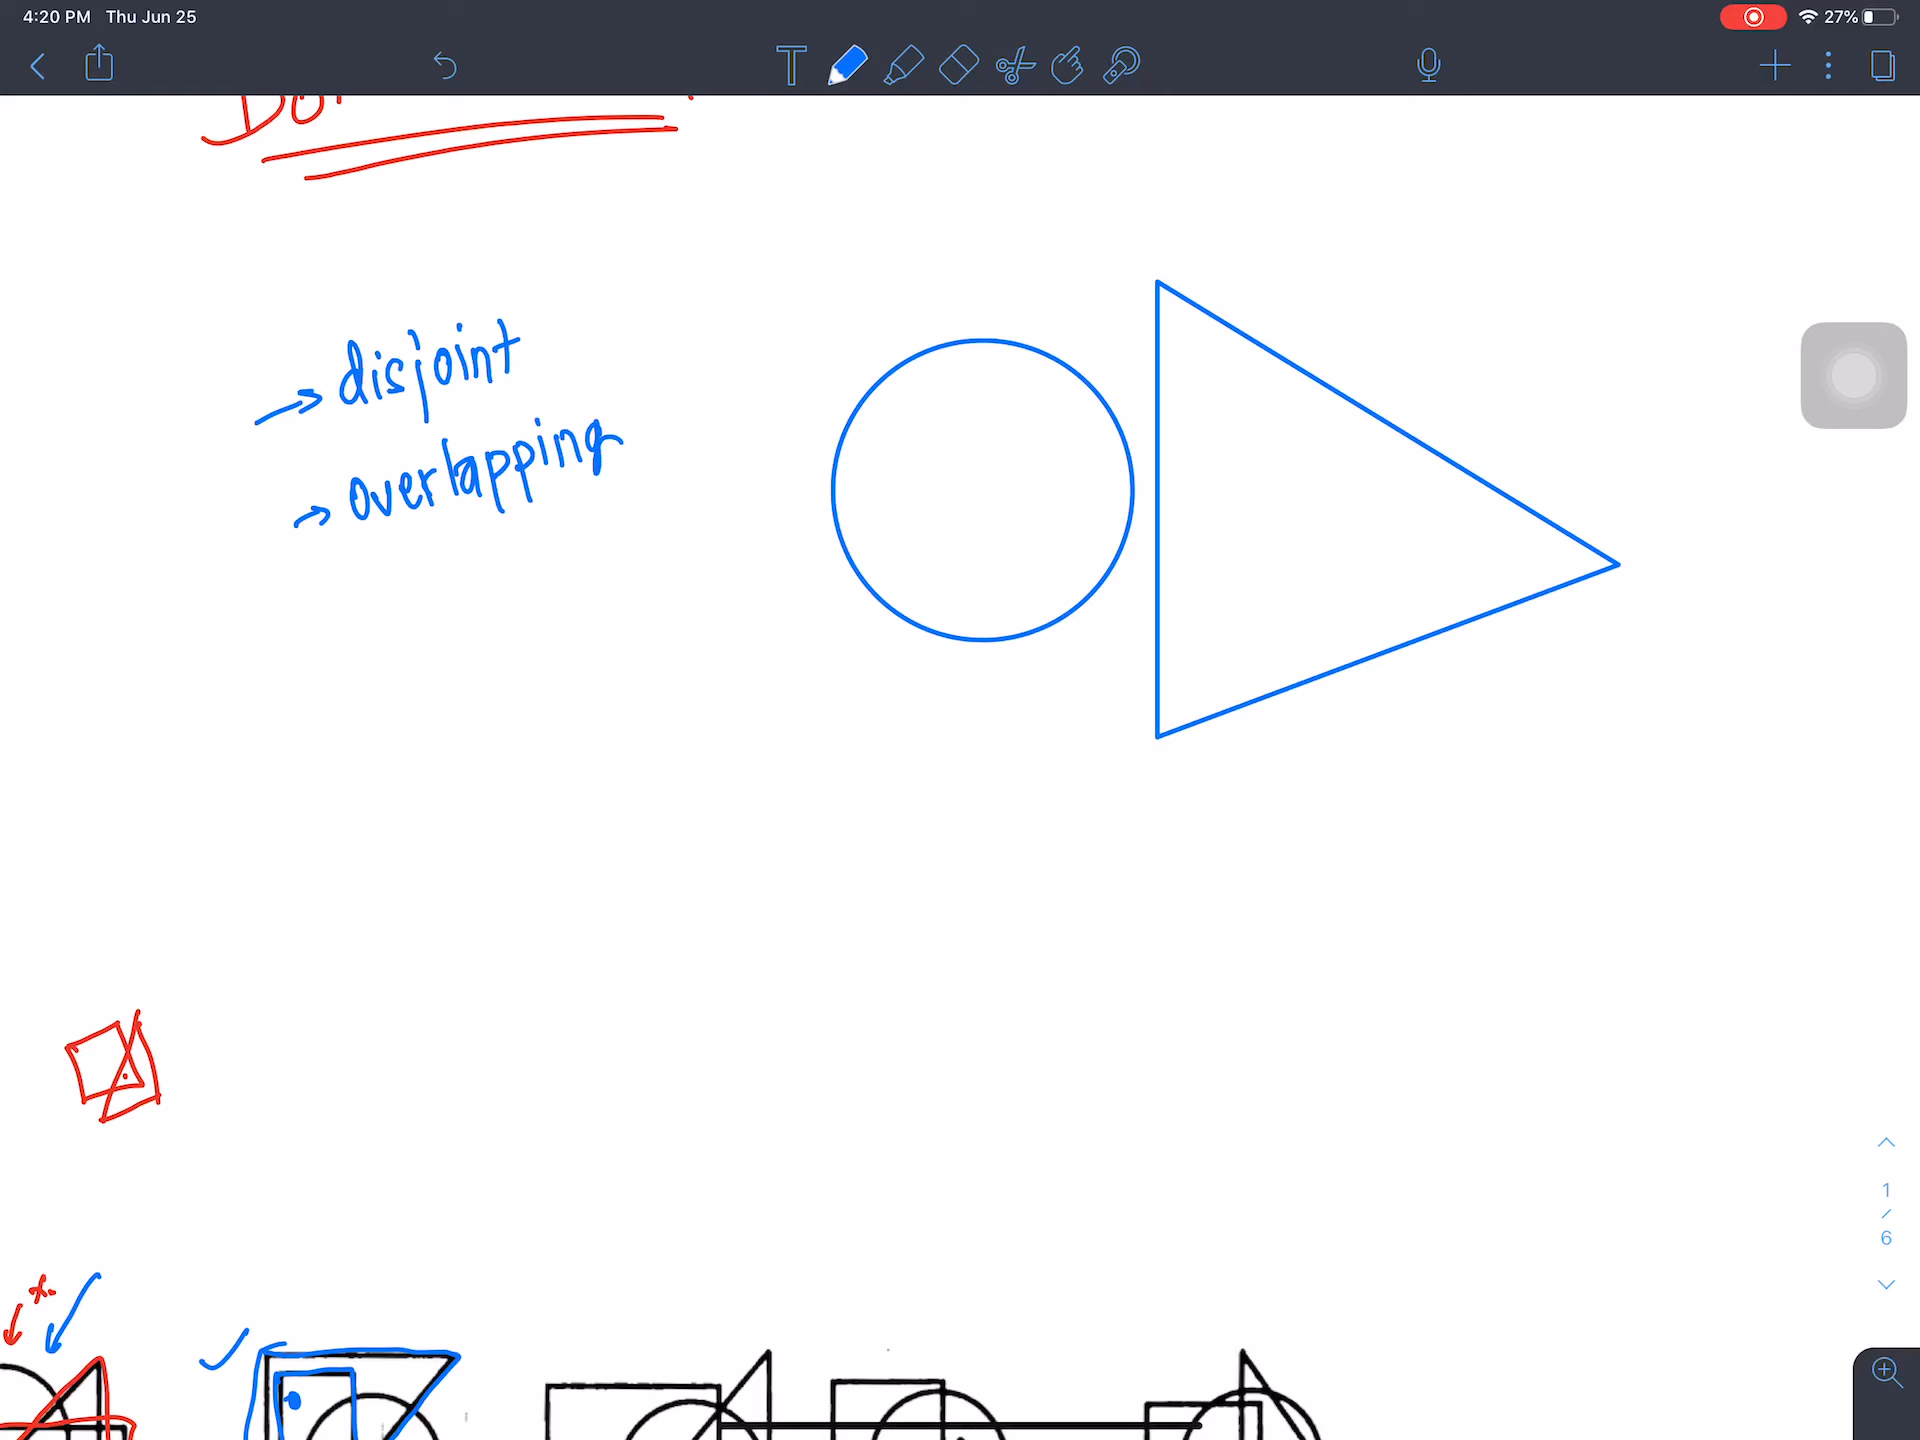 4:20 PM Thu Jun 25
27%
T
→ disjoint
→ overlapping
1
/
6